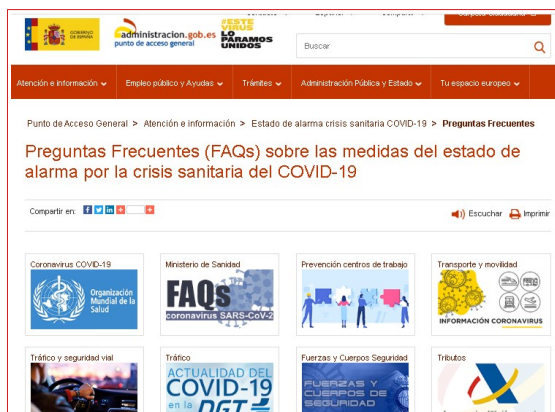 GOBIERNO
DE ESPAÑA
administracion.gob.es
punto de acceso general
#ESTE
VIRUS
LO
PARAMOS
UNIDOS
Buscar
Atención e información
Empleo público y Ayudas
Trámites
Administración Pública y Estado
Tu espacio europeo
Punto de Acceso General > Atención e información > Estado de alarma crisis sanitaria COVID-19 > Preguntas Frecuentes
Preguntas Frecuentes (FAQs) sobre las medidas del estado de
alarma por la crisis sanitaria del COVID-19
Compartir en:
Escuchar
Imprimir
Coronavirus COVID-19
Organización
Mundial de la
Salud
Ministerio de Sanidad
FAQs
coronavirus SARS-CoV-2
Prevención centros de trabajo
Transporte y movilidad
INFORMACIÓN CORONAVIRUS
Tráfico y seguridad vial
Tráfico
ACTUALIDAD DEL
COVID-19
en la DGT
Fuerzas y Cuerpos Seguridad
FUERZAS Y
CUERPOS DE
SEGURIDAD
Tributos